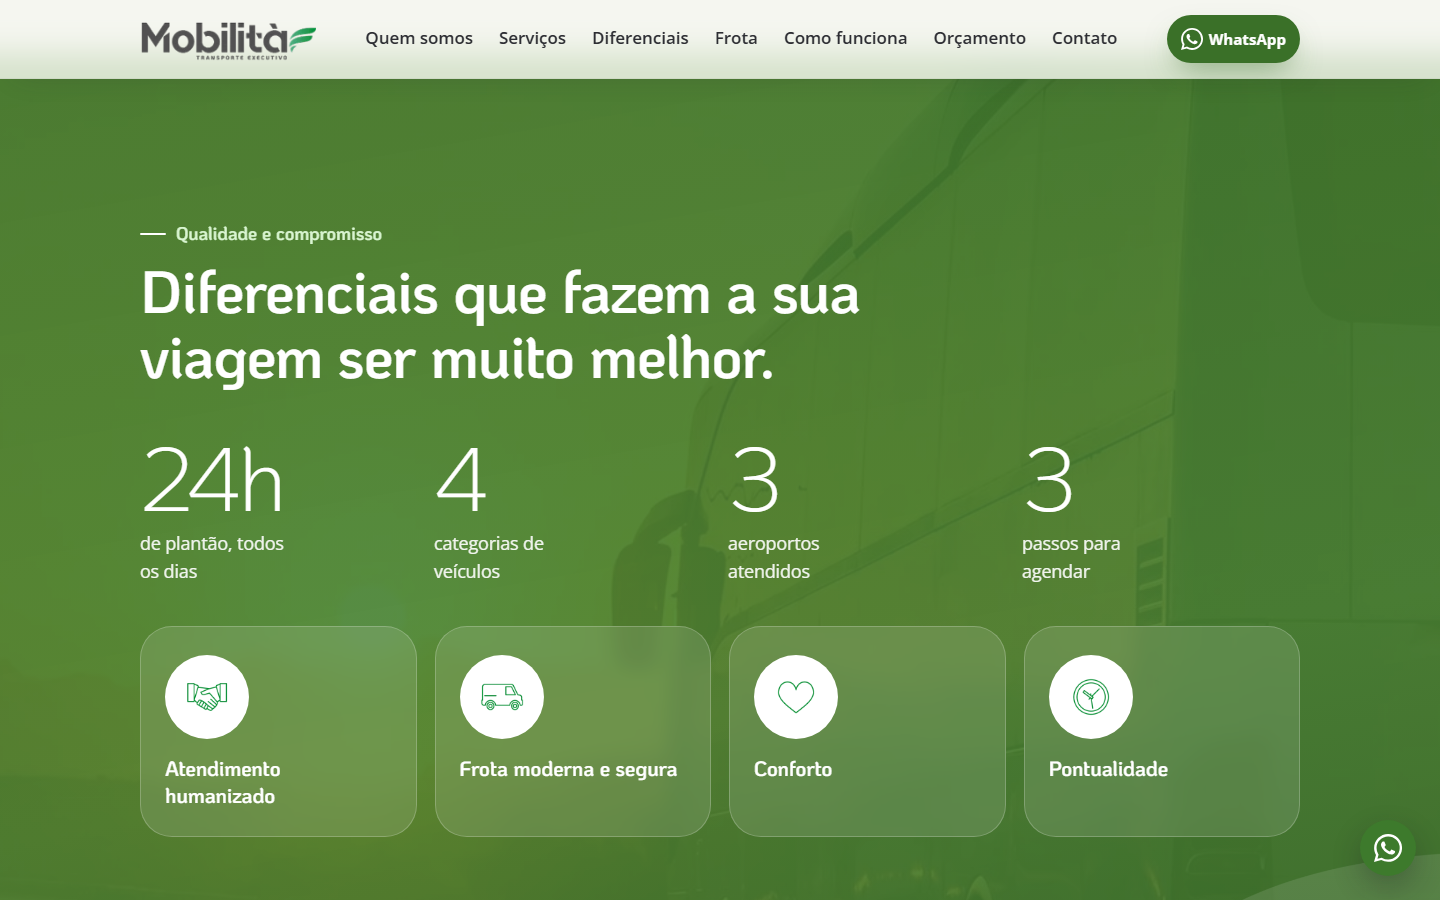 Mobilità
TRANSPORTE EXECUTIVO
Quem somos
Serviços
Diferenciais
Frota
Como funciona
Orçamento
Contato
WhatsApp
Qualidade e compromisso
Diferenciais que fazem a sua
viagem ser muito melhor.
24h
de plantão, todos
os dias
4
categorias de
veículos
3
aeroportos
atendidos
3
passos para
agendar
Atendimento
humanizado
Frota moderna e segura
Conforto
Pontualidade